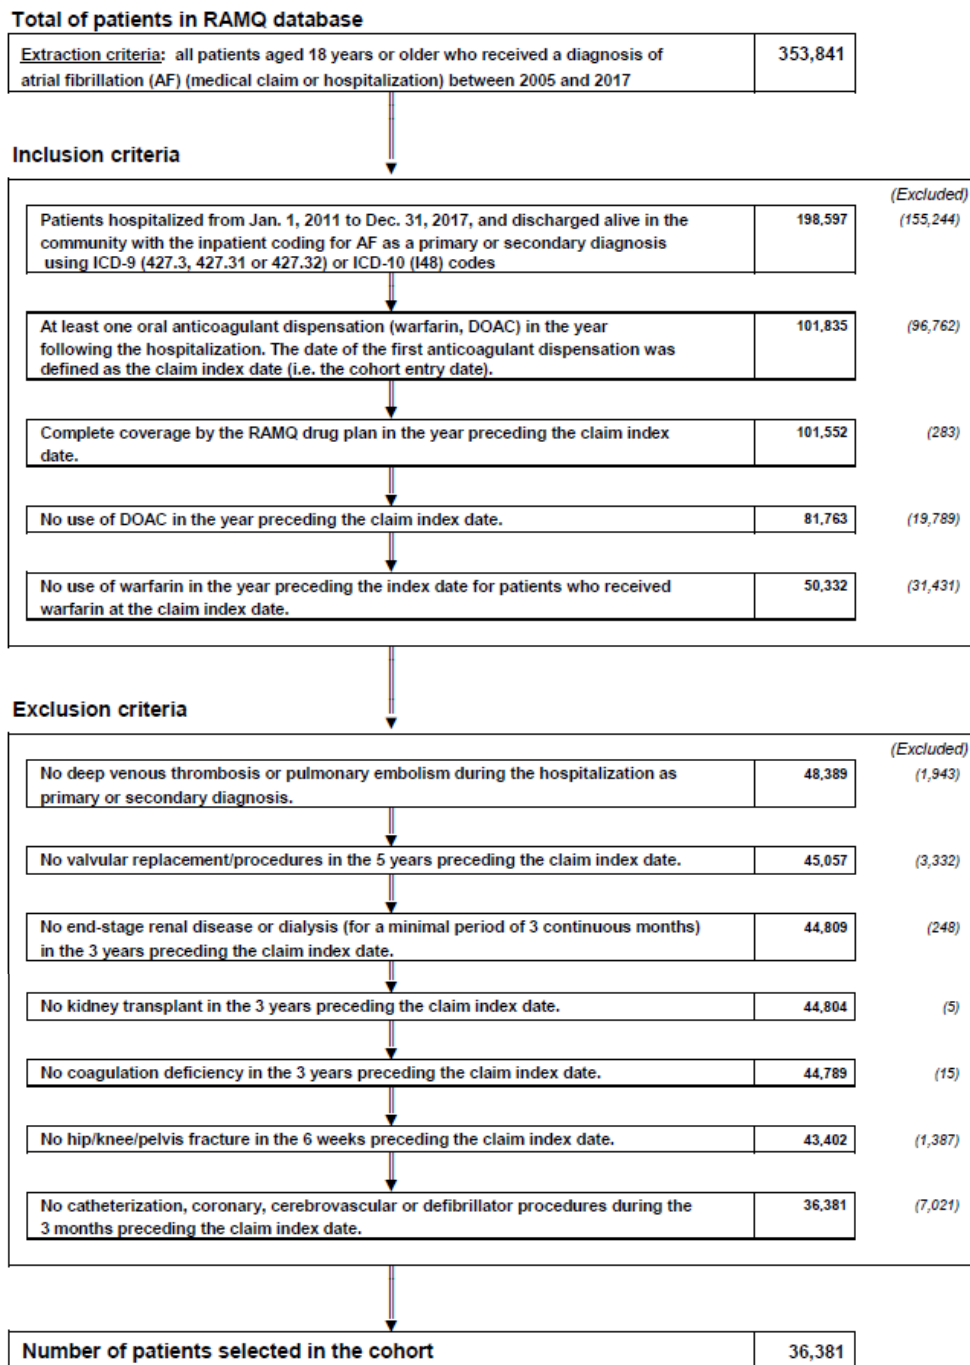 Total of patients in RAMQ database
Extraction criteria: all patients aged 18 years or older who received a diagnosis of 353,841
atrial fibrillation (AF) (medical claim or hospitalization) between 2005 and 2017
Inclusion criteria
(Excluded)
Patients hospitalized from Jan. 1, 2011 to Dec. 31, 2017, and discharged alive in the 198,597 (155,244)
community with the inpatient coding for AF as a primary or secondary diagnosis
using ICD-9 (427.3, 427.31 or 427.32) or ICD-10 (I48) codes
At least one oral anticoagulant dispensation (warfarin, DOAC) in the year 101,835 (96,762)
following the hospitalization. The date of the first anticoagulant dispensation was
defined as the claim index date (i.e. the cohort entry date).
Complete coverage by the RAMQ drug plan in the year preceding the claim index 101,552 (283)
date.
No use of DOAC in the year preceding the claim index date. 81,763 (19,789)
No use of warfarin in the year preceding the index date for patients who received 50,332 (31,431)
warfarin at the claim index date.
Exclusion criteria
(Excluded)
No deep venous thrombosis or pulmonary embolism during the hospitalization as 48,389 (1,943)
primary or secondary diagnosis.
No valvular replacement/procedures in the 5 years preceding the claim index date. 45,057 (3,332)
No end-stage renal disease or dialysis (for a minimal period of 3 continuous months) 44,809 (248)
in the 3 years preceding the claim index date.
No kidney transplant in the 3 years preceding the claim index date. 44,804 (5)
No coagulation deficiency in the 3 years preceding the claim index date. 44,789 (15)
No hip/knee/pelvis fracture in the 6 weeks preceding the claim index date. 43,402 (1,387)
No catheterization, coronary, cerebrovascular or defibrillator procedures during the 36,381 (7,021)
3 months preceding the claim index date.
Number of patients selected in the cohort 36,381